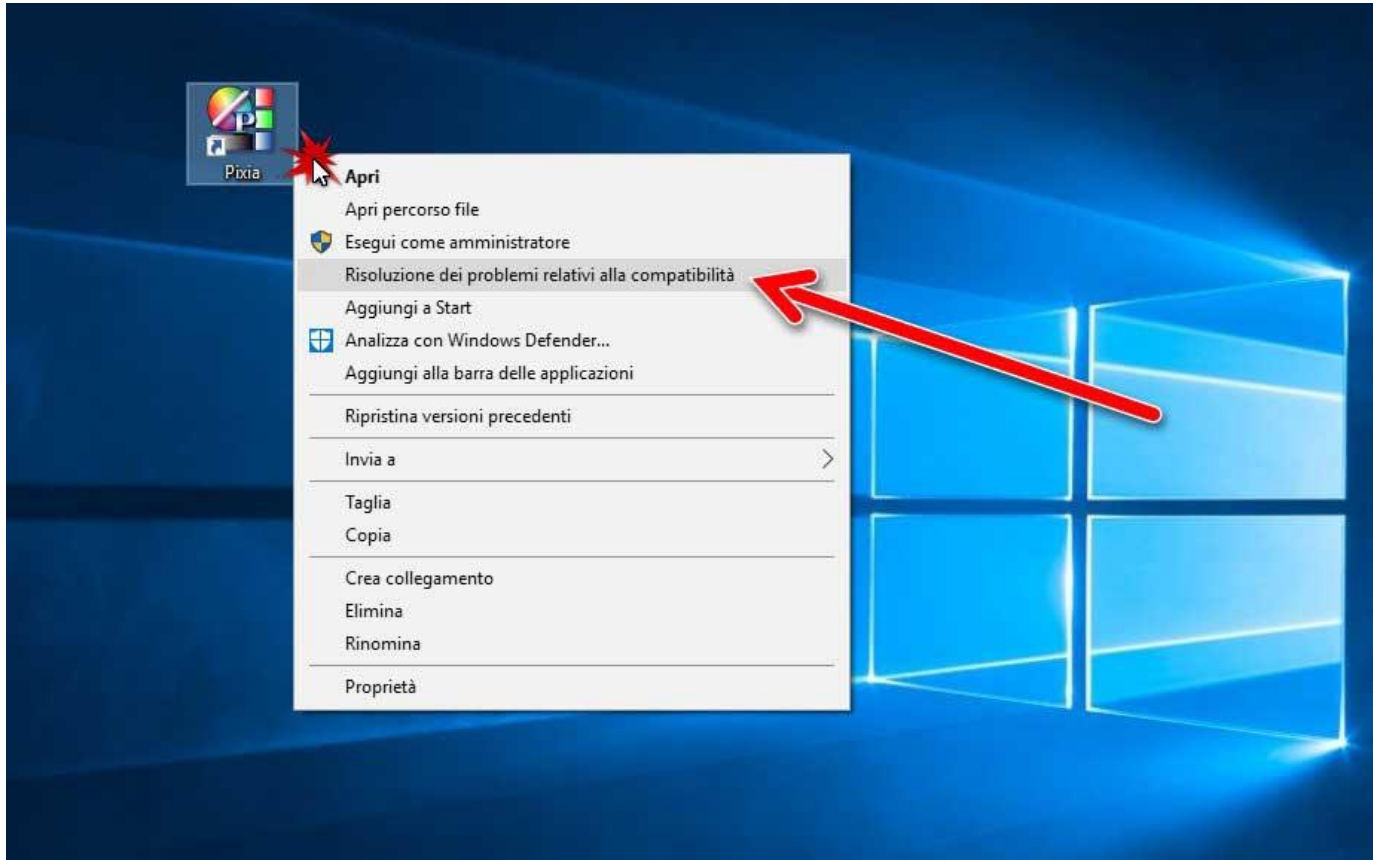 Pixia
Apri
Apri percorso file
Esegui come amministratore
Risoluzione dei problemi relativi alla compatibilità
Aggiungi a Start
Analizza con Windows Defender...
Aggiungi alla barra delle applicazioni
Ripristina versioni precedenti
Invia a
Taglia
Copia
Crea collegamento
Elimina
Rinomina
Proprietà